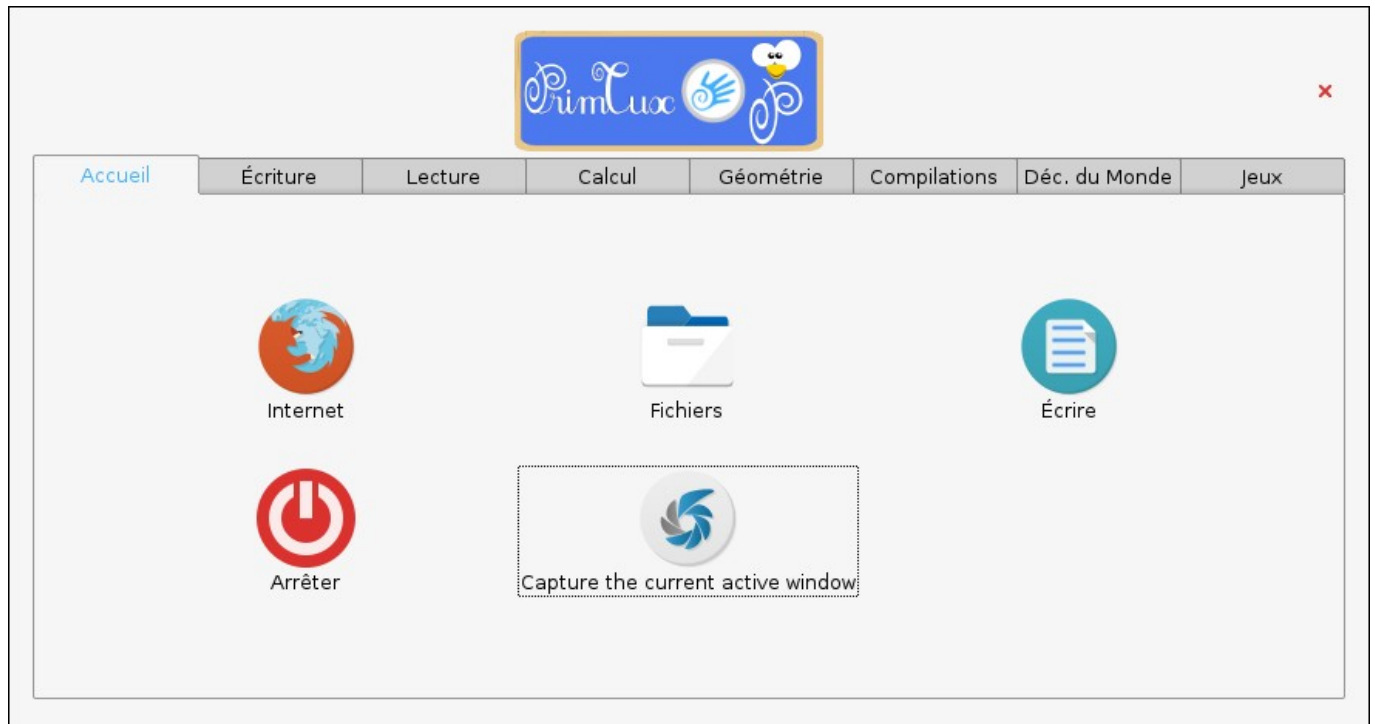 PrimTux
Accueil
Écriture
Lecture
Calcul
Géométrie
Compilations
Déc. du Monde
Jeux
Internet
Fichiers
Écrire
Arrêter
Capture the current active window